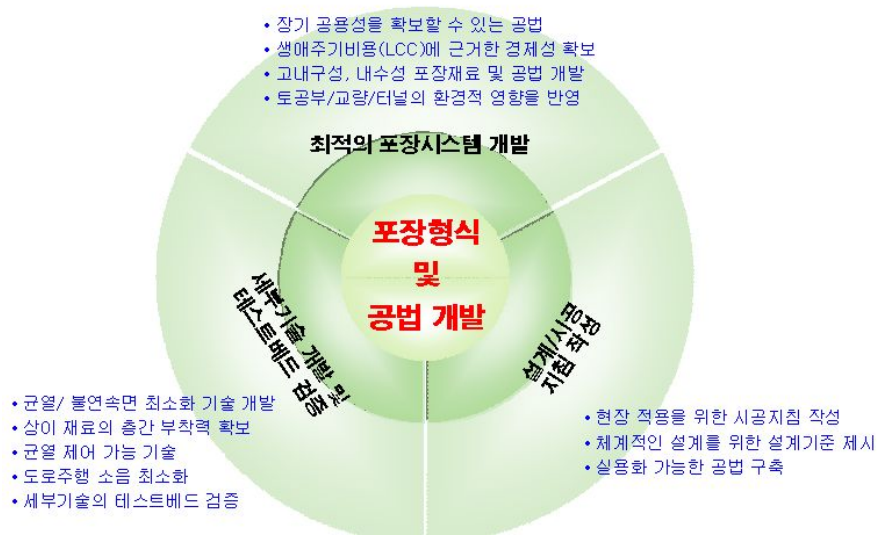 • 장기 공용성을 확보할 수 있는 공법
• 생애주기비용(LCC)에 근거한 경제성 확보
• 고내구성, 내수성 포장재료 및 공법 개발
• 토공부/교량/터널의 환경적 영향을 반영
최적의 포장시스템 개발
포장형식
및
공법 개발
세부기술 개발 및
테스트베드 검증
설계/시공
지침 작성
• 균열/ 불연속면 최소화 기술 개발
• 상이 재료의 층간 부착력 확보
• 균열 제어 가능 기술
• 도로주행 소음 최소화
• 세부기술의 테스트베드 검증
• 현장 적용을 위한 시공지침 작성
• 체계적인 설계를 위한 설계기준 제시
• 실용화 가능한 공법 구축